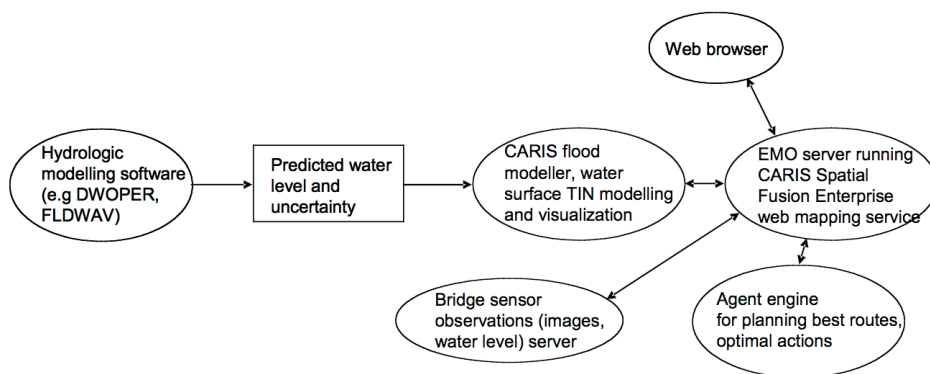 Web browser
Hydrologic
modelling software
(e.g DWOPER,
FLDWAV)
Predicted water
level and
uncertainty
CARIS flood
modeller, water
surface TIN modelling
and visualization
EMO server running
CARIS Spatial
Fusion Enterprise
web mapping service
Bridge sensor
observations (images,
water level) server
Agent engine
for planning best routes,
optimal actions